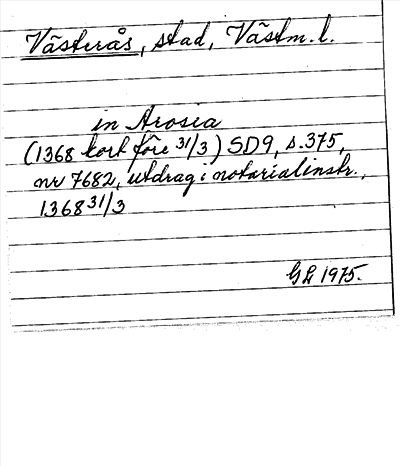 Västerås, stad, Västm.l.
in Arosia
(1368 kort före 31/3) SD9, s.375,
nr 7682, utdrag i notarialinstr.,
1368 31/3
GL 1975.